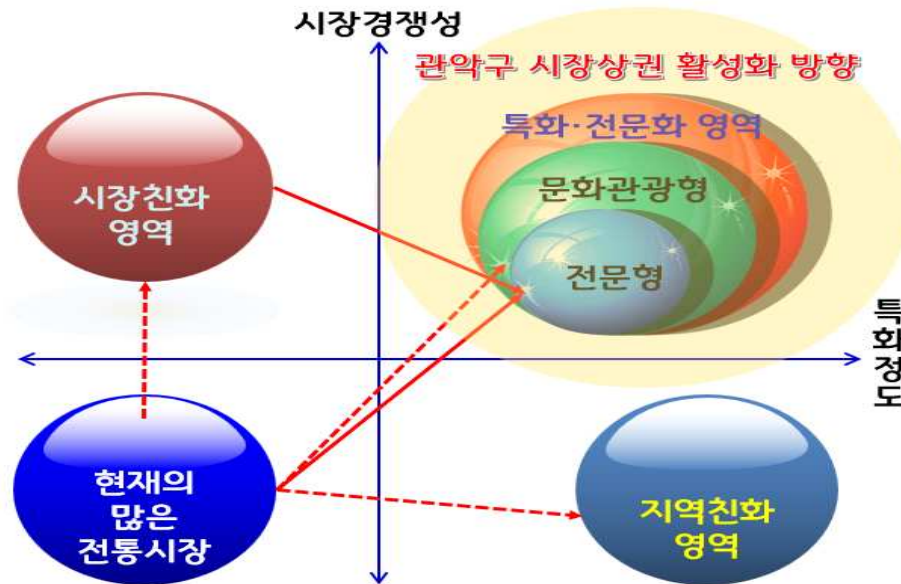 시장경쟁성
관악구 시장상권 활성화 방향
특화·전문화 영역
문화관광형
전문형
시장친화
영역
특화정도
현재의
많은
전통시장
지역친화
영역